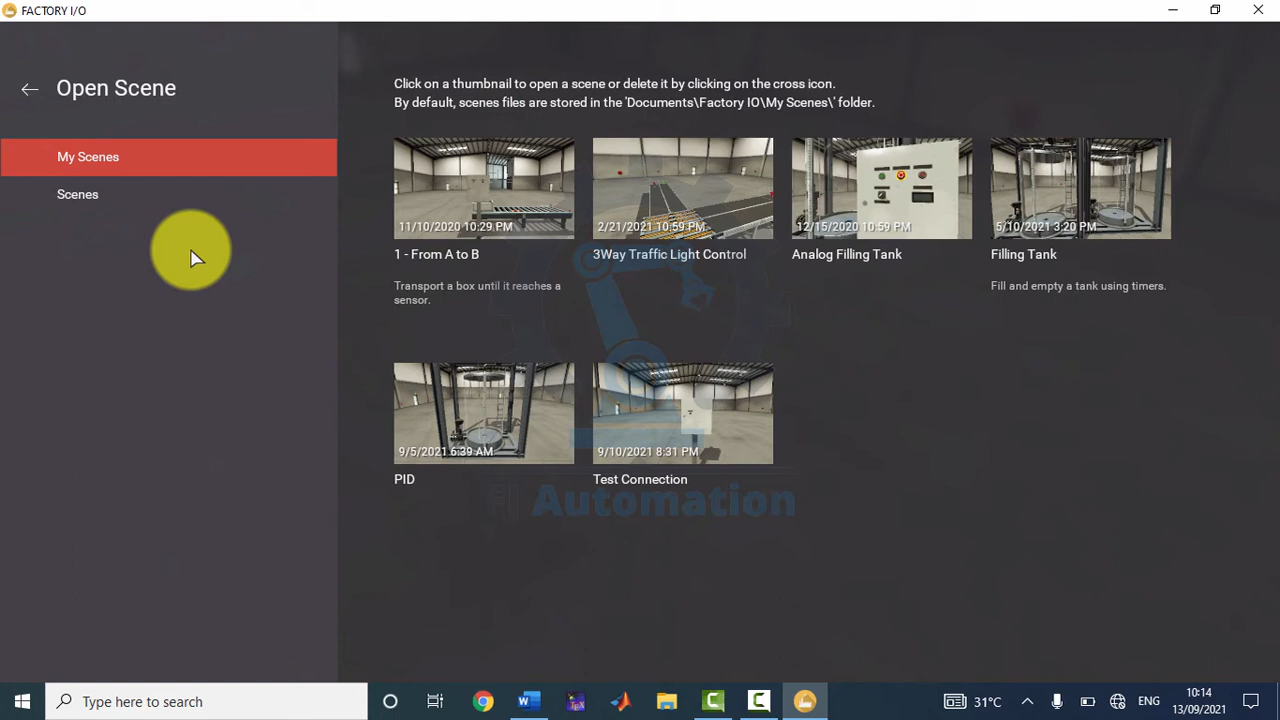 FACTORY I/O
Open Scene
My Scenes
Scenes
Click on a thumbnail to open a scene or delete it by clicking on the cross icon.
By default, scenes files are stored in the 'Documents\Factory IO\My Scenes\' folder.
11/10/2020 10:29 PM
2/21/2021 10:59 PM
12/15/2020 10:59 PM
5/10/2021 3:20 PM
1 - From A to B
3Way Traffic Light Control
Analog Filling Tank
Filling Tank
Transport a box until it reaches a
sensor.
Fill and empty a tank using timers.
9/5/2021 6:39 AM
9/10/2021 8:31 PM
PID
Test Connection
FI Automation
Type here to search
31°C
ENG
10:14
13/09/2021